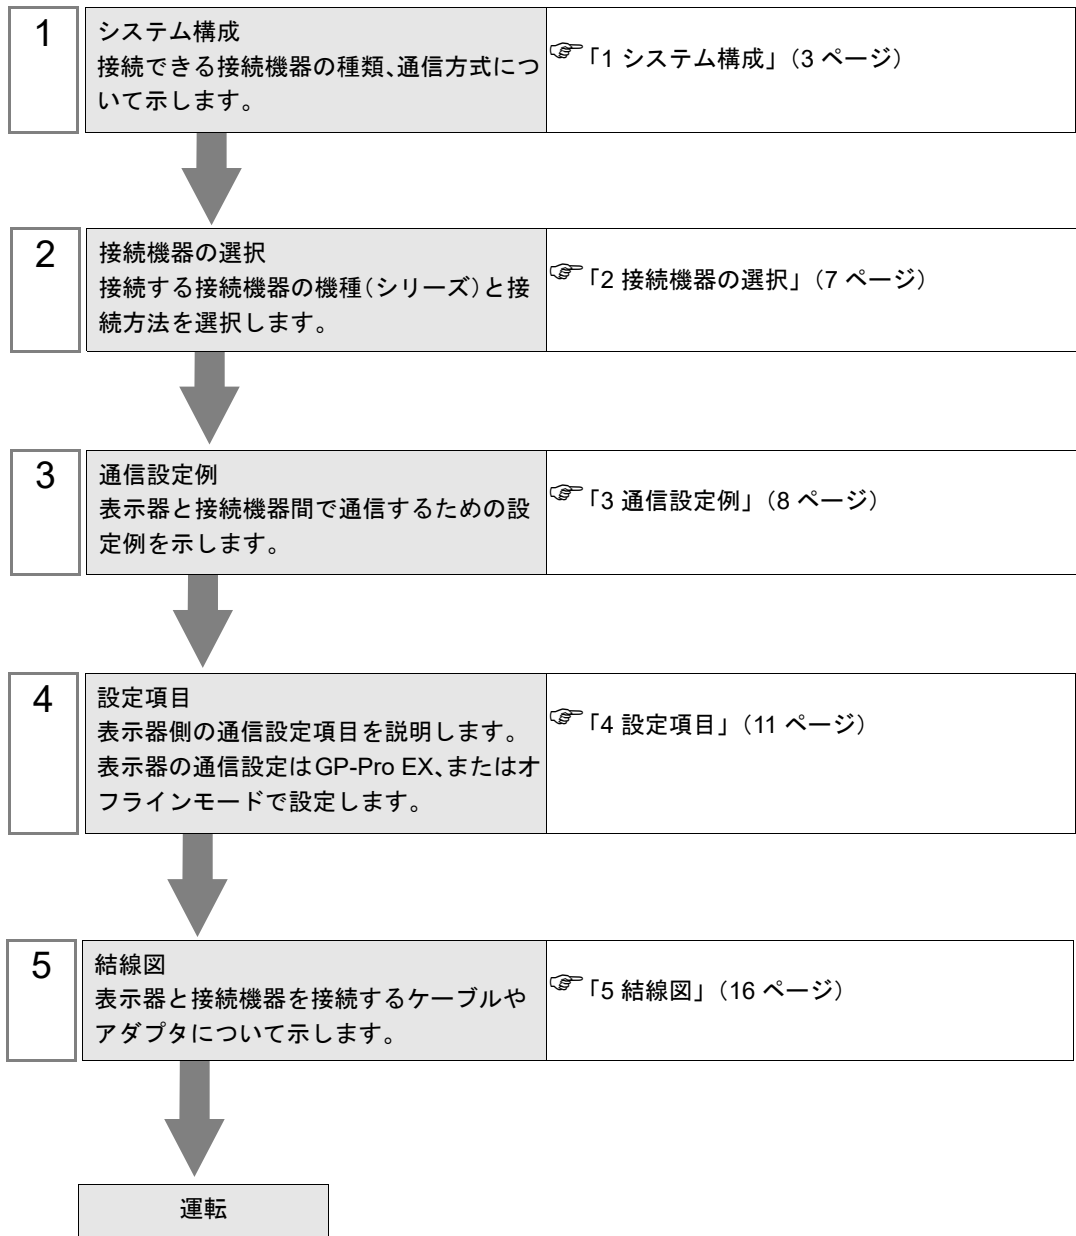 1
システム構成
接続できる接続機器の種類、通信方式につ
いて示します。
「1 システム構成」（3 ページ）
2
接続機器の選択
接続する接続機器の機種（シリーズ）と接
続方法を選択します。
「2 接続機器の選択」（7 ページ）
3
通信設定例
表示器と接続機器間で通信するための設
定例を示します。
「3 通信設定例」（8 ページ）
4
設定項目
表示器側の通信設定項目を説明します。
表示器の通信設定はGP-Pro EX、またはオ
フラインモードで設定します。
「4 設定項目」（11 ページ）
5
結線図
表示器と接続機器を接続するケーブルや
アダプタについて示します。
「5 結線図」（16 ページ）
運転